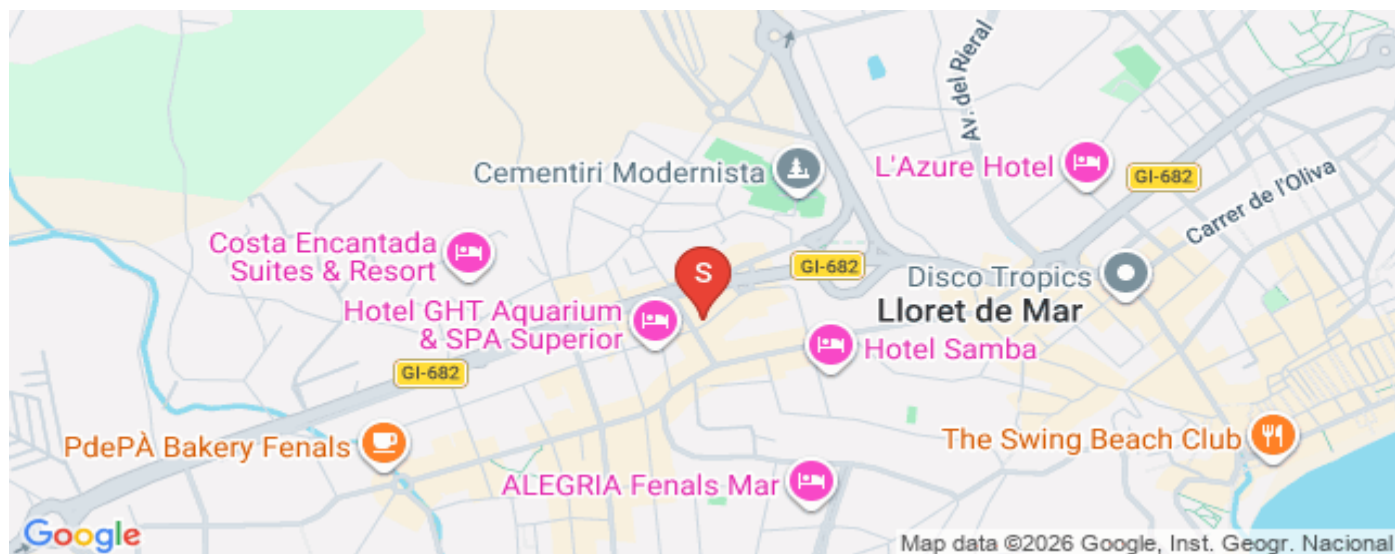 Av. del Rieral
Cementiri Modernista
L'Azure Hotel
GI-682
Carrer de l'Oliva
Costa Encantada
Suites & Resort
S
GI-682
Disco Tropics
Lloret de Mar
Hotel GHT Aquarium
& SPA Superior
Hotel Samba
GI-682
PdePÀ Bakery Fenals
The Swing Beach Club
ALEGRIA Fenals Mar
Google
Map data ©2026 Google, Inst. Geogr. Nacional